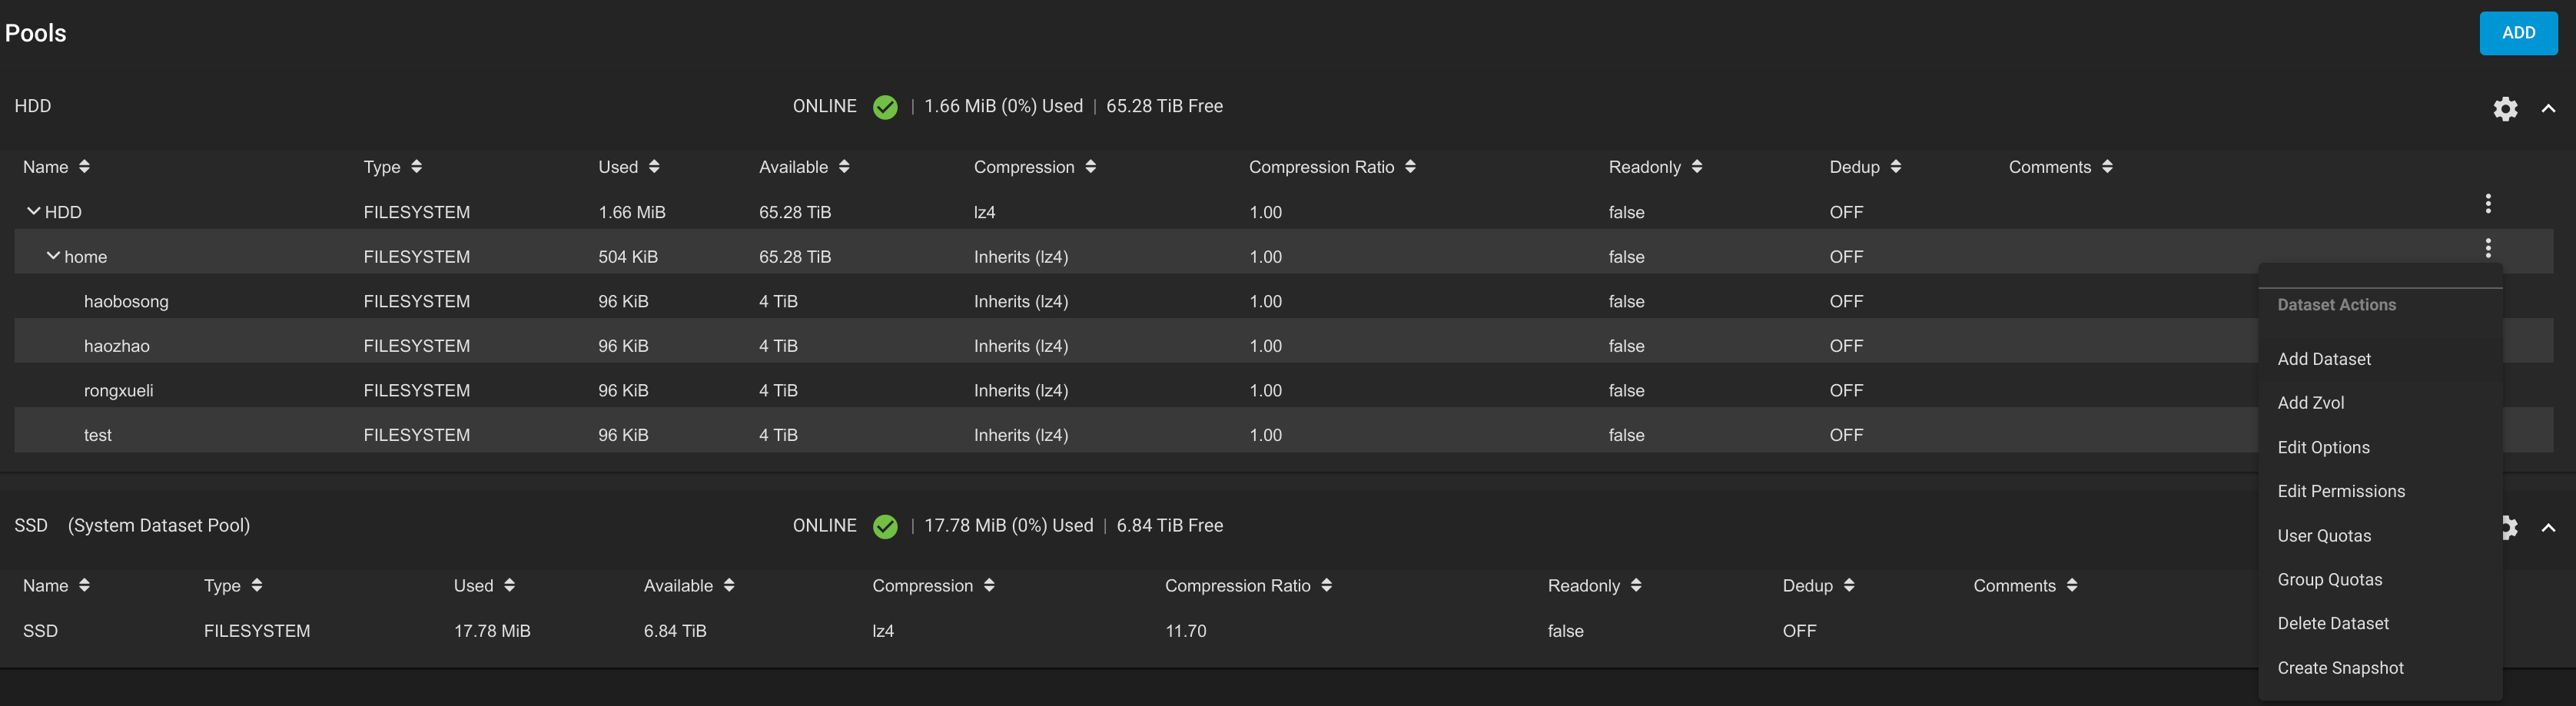 Pools
ADD
HDD ONLINE | 1.66 MiB (0%) Used | 65.28 TiB Free
Name Type Used Available Compression Compression Ratio Readonly Dedup Comments
HDD FILESYSTEM 1.66 MiB 65.28 TiB lz4 1.00 false OFF
home FILESYSTEM 504 KiB 65.28 TiB Inherits (lz4) 1.00 false OFF
haobosong FILESYSTEM 96 KiB 4 TiB Inherits (lz4) 1.00 false OFF
haozhao FILESYSTEM 96 KiB 4 TiB Inherits (lz4) 1.00 false OFF
rongxueli FILESYSTEM 96 KiB 4 TiB Inherits (lz4) 1.00 false OFF
test FILESYSTEM 96 KiB 4 TiB Inherits (lz4) 1.00 false OFF
SSD (System Dataset Pool) ONLINE | 17.78 MiB (0%) Used | 6.84 TiB Free
Name Type Used Available Compression Compression Ratio Readonly Dedup Comments
SSD FILESYSTEM 17.78 MiB 6.84 TiB lz4 11.70 false OFF
Dataset Actions
Add Dataset
Add Zvol
Edit Options
Edit Permissions
User Quotas
Group Quotas
Delete Dataset
Create Snapshot